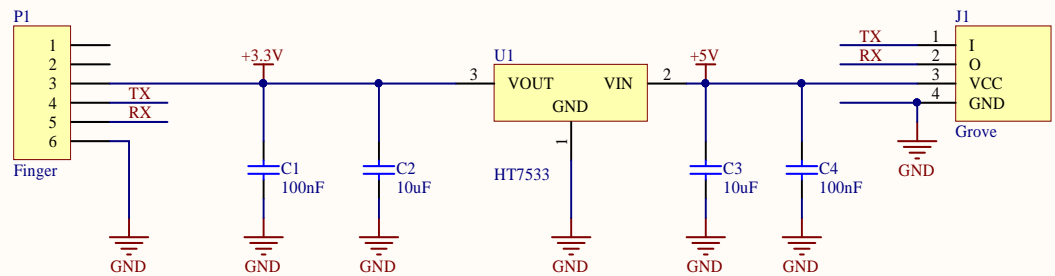 P1
1
2
3
4
5
6
TX
RX
Finger
GND
+3.3V
C1
100nF
GND
C2
10uF
GND
U1
3
VOUT
VIN
2
GND
1
HT7533
GND
+5V
C3
10uF
GND
C4
100nF
GND
J1
TX
1
I
RX
2
O
3
VCC
4
GND
Grove
GND